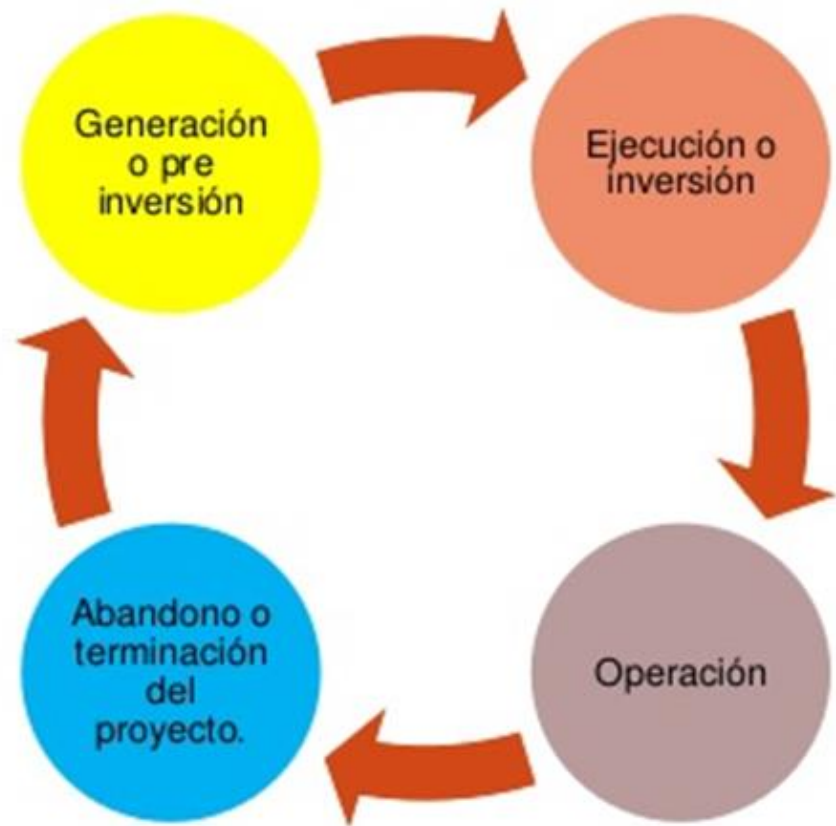 Generación
o pre
inversión
Ejecución o
inversión
Operación
Abandono o
terminación
del
proyecto.